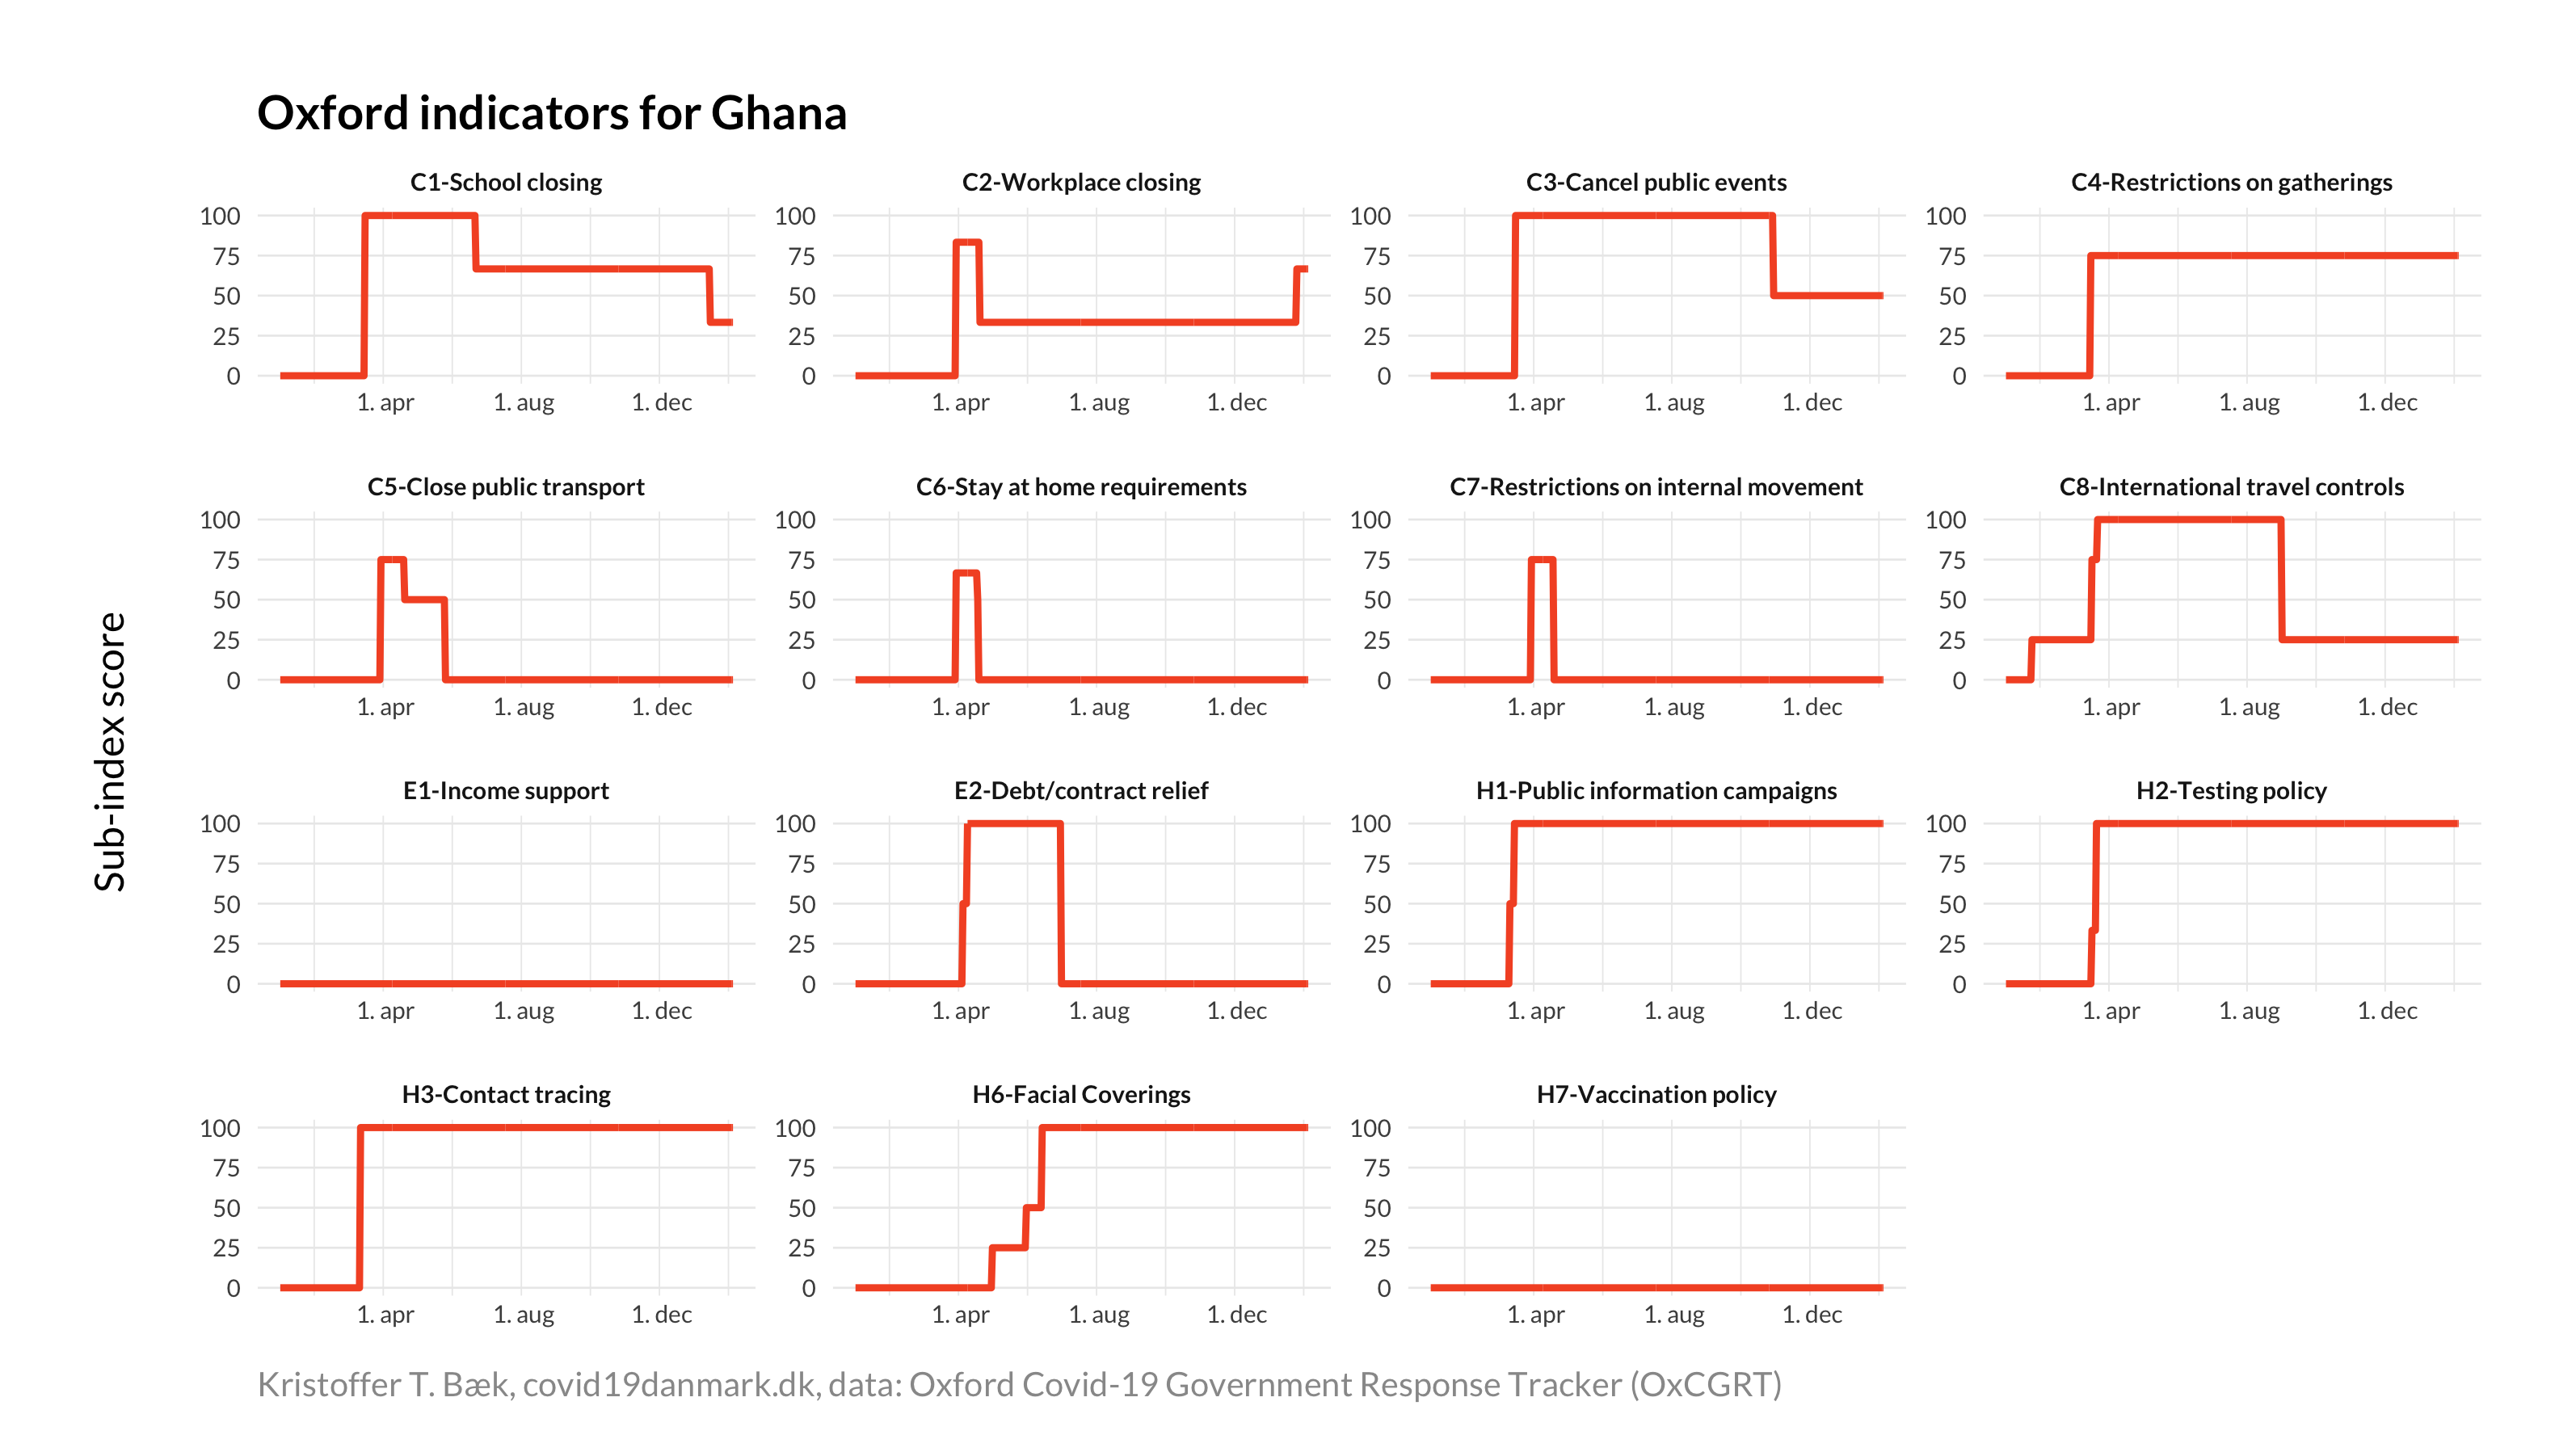 Oxford indicators for Ghana
C1-School closing
C2-Workplace closing
C3-Cancel public events
C4-Restrictions on gatherings
100
75
50
25
0
1. apr
1. aug
1. dec
100
75
50
25
0
1. apr
1. aug
1. dec
100
75
50
25
0
1. apr
1. aug
1. dec
100
75
50
25
0
1. apr
1. aug
1. dec
C5-Close public transport
C6-Stay at home requirements
C7-Restrictions on internal movement
C8-International travel controls
100
75
50
25
0
1. apr
1. aug
1. dec
100
75
50
25
0
1. apr
1. aug
1. dec
100
75
50
25
0
1. apr
1. aug
1. dec
100
75
50
25
0
1. apr
1. aug
1. dec
Sub-index score
E1-Income support
E2-Debt/contract relief
H1-Public information campaigns
H2-Testing policy
100
75
50
25
0
1. apr
1. aug
1. dec
100
75
50
25
0
1. apr
1. aug
1. dec
100
75
50
25
0
1. apr
1. aug
1. dec
100
75
50
25
0
1. apr
1. aug
1. dec
H3-Contact tracing
H6-Facial Coverings
H7-Vaccination policy
100
75
50
25
0
1. apr
1. aug
1. dec
100
75
50
25
0
1. apr
1. aug
1. dec
100
75
50
25
0
1. apr
1. aug
1. dec
Kristoffer T. Bæk, covid19danmark.dk, data: Oxford Covid-19 Government Response Tracker (OxCGRT)